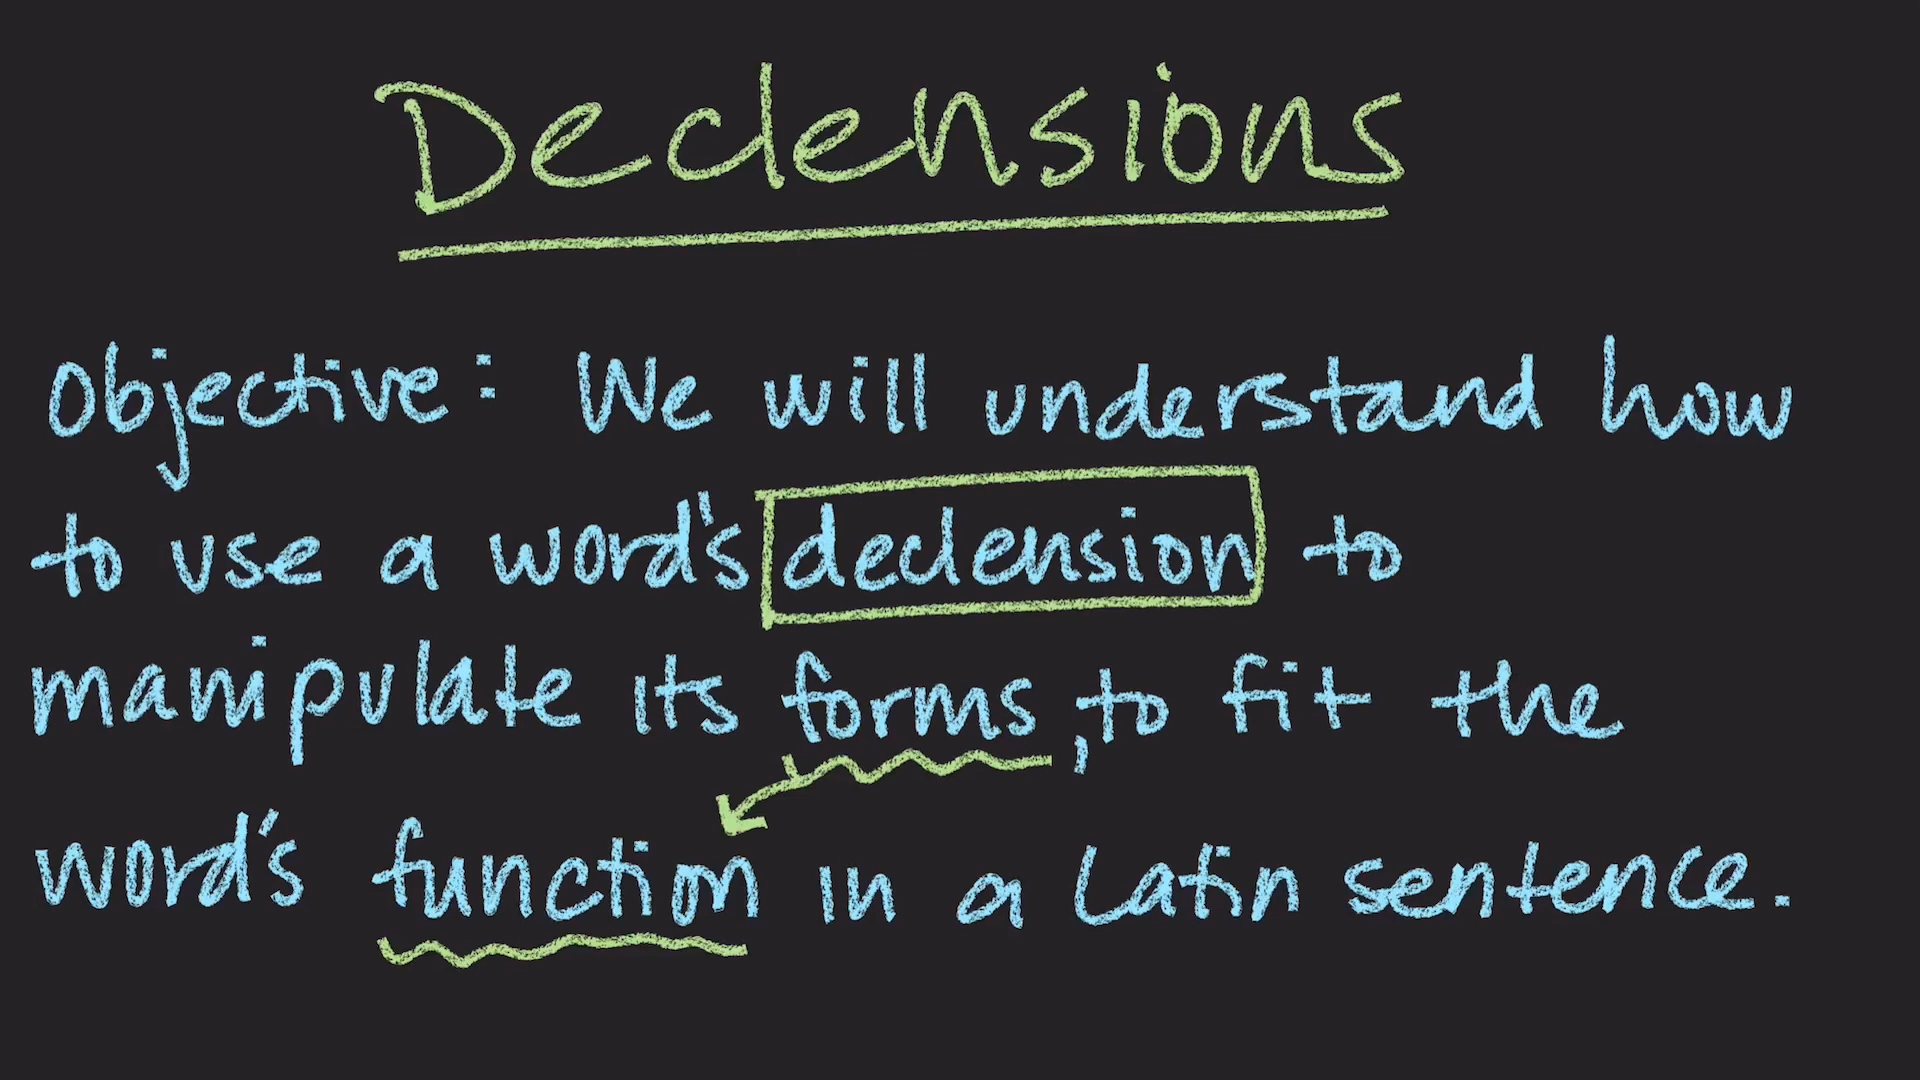 Declensions
Objective: We will understand how
to use a word's declension to
manipulate its forms, to fit the
word's function in a Latin sentence.